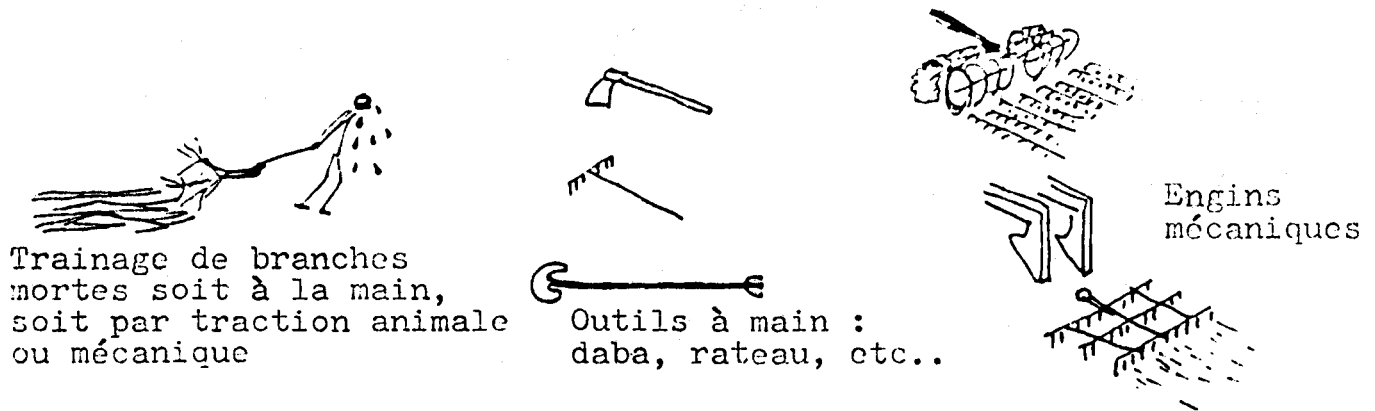 Trainage de branches
mortes soit à la main,
soit par traction animale
ou mécanique
Outils à main :
daba, rateau, etc..
Engins
mécaniques